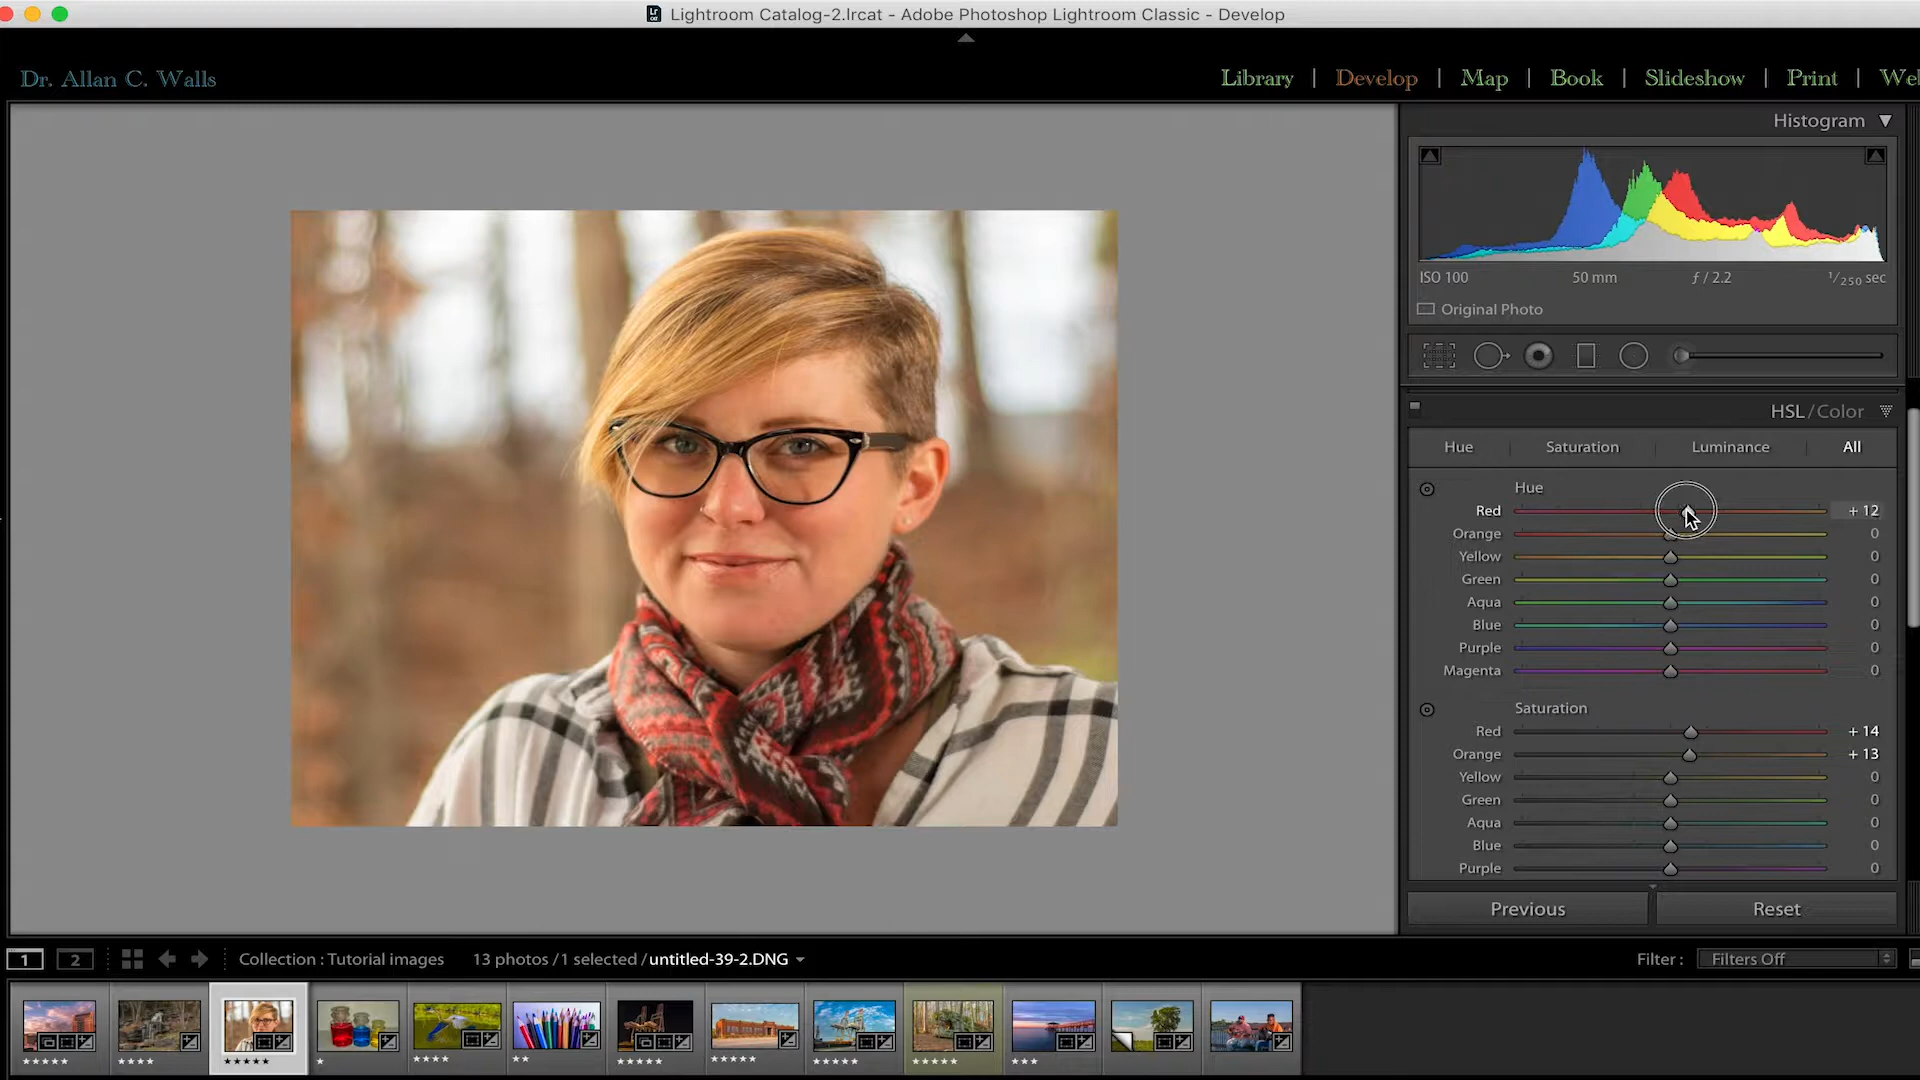 Lightroom Catalog-2.lrcat - Adobe Photoshop Lightroom Classic - Develop
Dr. Allan C. Walls
Library | Develop | Map | Book | Slideshow | Print | We
Histogram
ISO 100 50 mm ƒ / 2.2 1/250 sec
Original Photo
HSL / Color
Hue Saturation Luminance All
Hue
Red + 12
Orange 0
Yellow 0
Green 0
Aqua 0
Blue 0
Purple 0
Magenta 0
Saturation
Red + 14
Orange + 13
Yellow 0
Green 0
Aqua 0
Blue 0
Purple 0
Previous Reset
1 2 Collection : Tutorial images 13 photos / 1 selected / untitled-39-2.DNG Filter : Filters Off